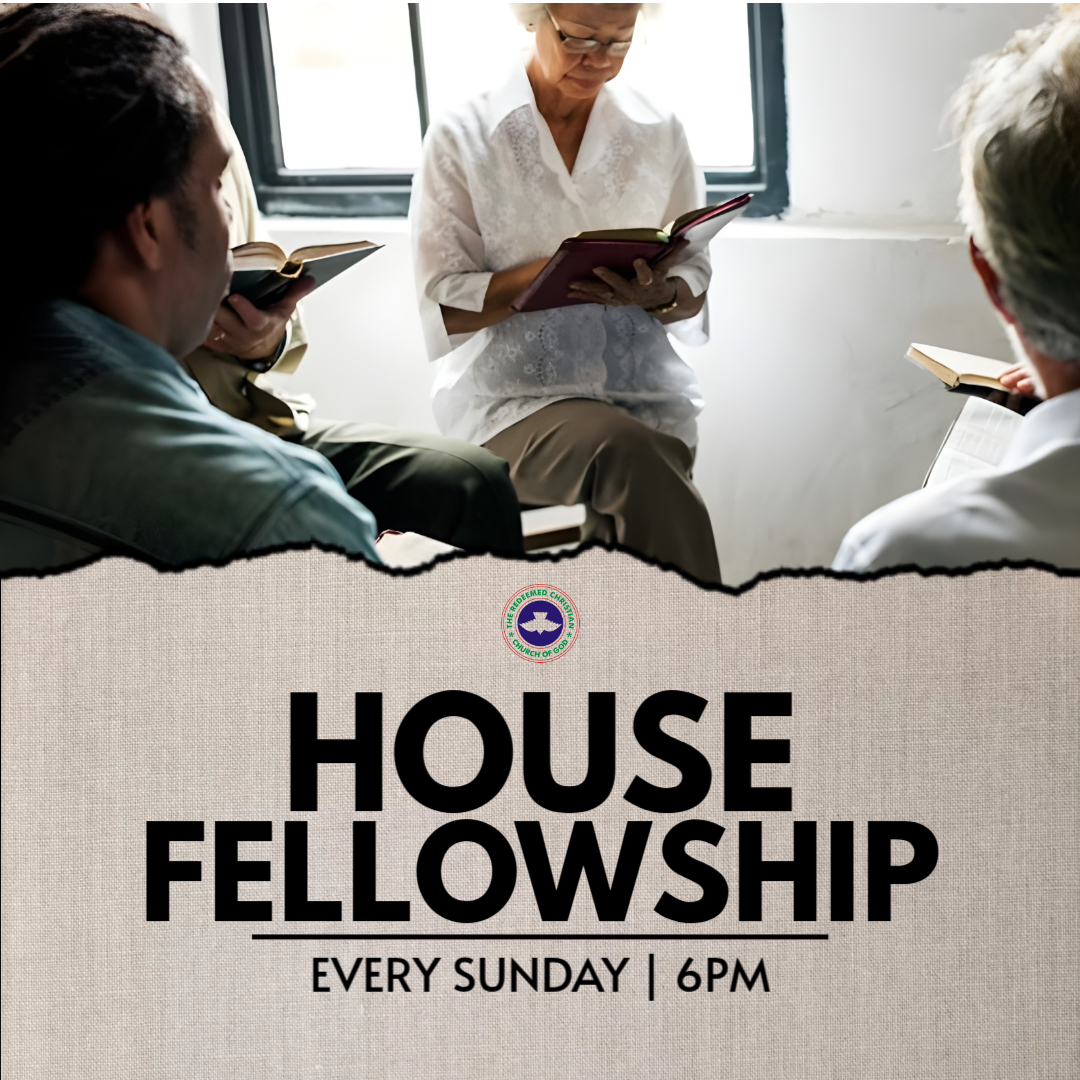 THE REDEEMED CHRISTIAN
CHURCH OF GOD
HOUSE
FELLOWSHIP
EVERY SUNDAY | 6PM